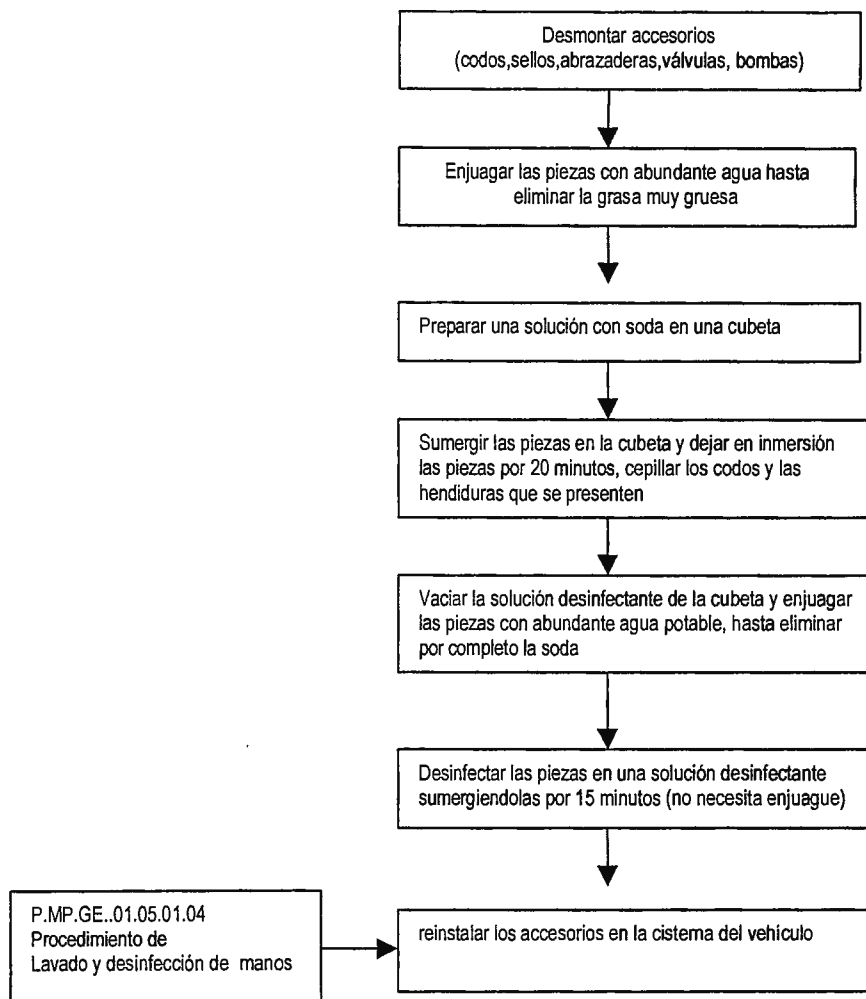 Desmontar accesorios
(codos,sellos,abrazaderas,válvulas, bombas)
Enjuagar las piezas con abundante agua hasta
eliminar la grasa muy gruesa
Preparar una solución con soda en una cubeta
Sumergir las piezas en la cubeta y dejar en inmersión
las piezas por 20 minutos, cepillar los codos y las
hendiduras que se presenten
Vaciar la solución desinfectante de la cubeta y enjuagar
las piezas con abundante agua potable, hasta eliminar
por completo la soda
Desinfectar las piezas en una solución desinfectante
sumergiendolas por 15 minutos (no necesita enjuague)
P.MP.GE..01.05.01.04
Procedimiento de
Lavado y desinfección de manos
reinstalar los accesorios en la cisterna del vehículo